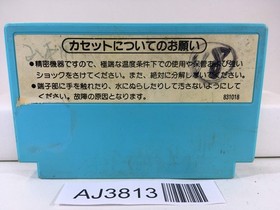 カセットについてのお願い
●精密機器ですので、極端な温度条件下での使用や保管および強い
ショックをさけてください。また、絶対に分解しないでください。
●端子部に手を触れたり、水にぬらしたりして汚さないようにして
ください。故障の原因となります。
831018
AJ3813